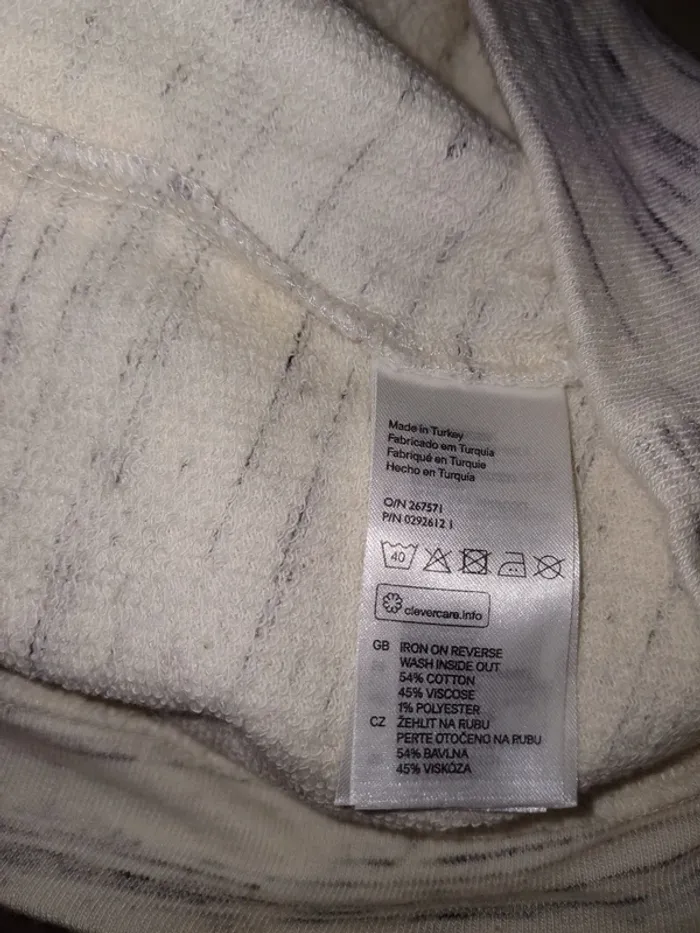 Made in Turkey
Fabricado em Turquia
Fabriqué en Turquie
Hecho en Turquía
O/N 267571
P/N 0292612 1
40
clevercare.info
GB IRON ON REVERSE
WASH INSIDE OUT
54% COTTON
45% VISCOSE
1% POLYESTER
CZ ŽEHLIT NA RUBU
PERTE OTOČENO NA RUBU
54% BAVLNA
45% VISKÓZA